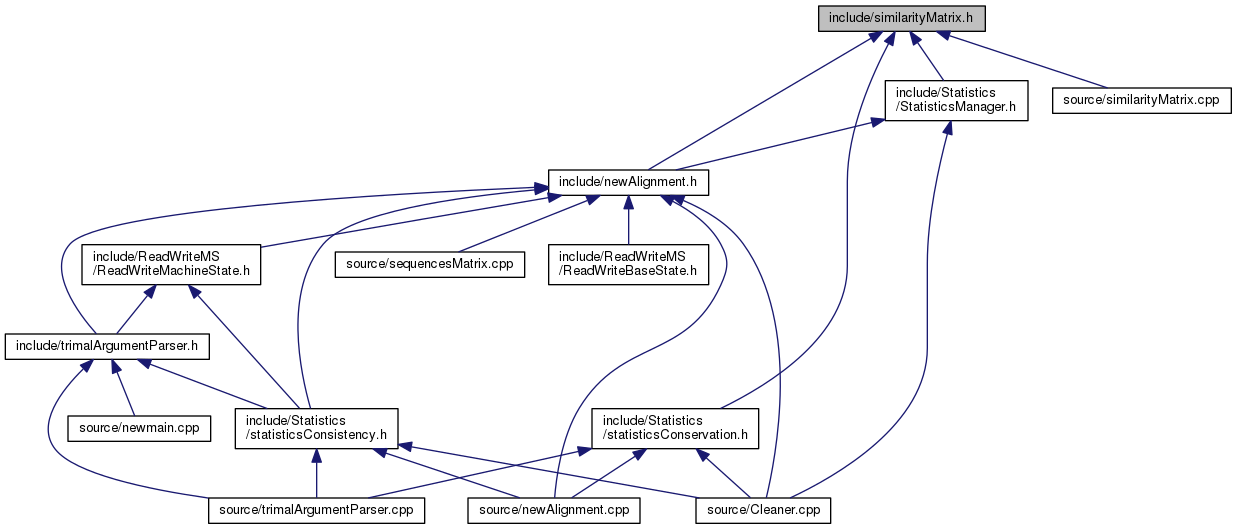 include/similarityMatrix.h
include/Statistics
/StatisticsManager.h
source/similarityMatrix.cpp
include/newAlignment.h
include/ReadWriteMS
/ReadWriteMachineState.h
source/sequencesMatrix.cpp
include/ReadWriteMS
/ReadWriteBaseState.h
include/trimalArgumentParser.h
source/newmain.cpp
include/Statistics
/statisticsConsistency.h
include/Statistics
/statisticsConservation.h
source/trimalArgumentParser.cpp
source/newAlignment.cpp
source/Cleaner.cpp